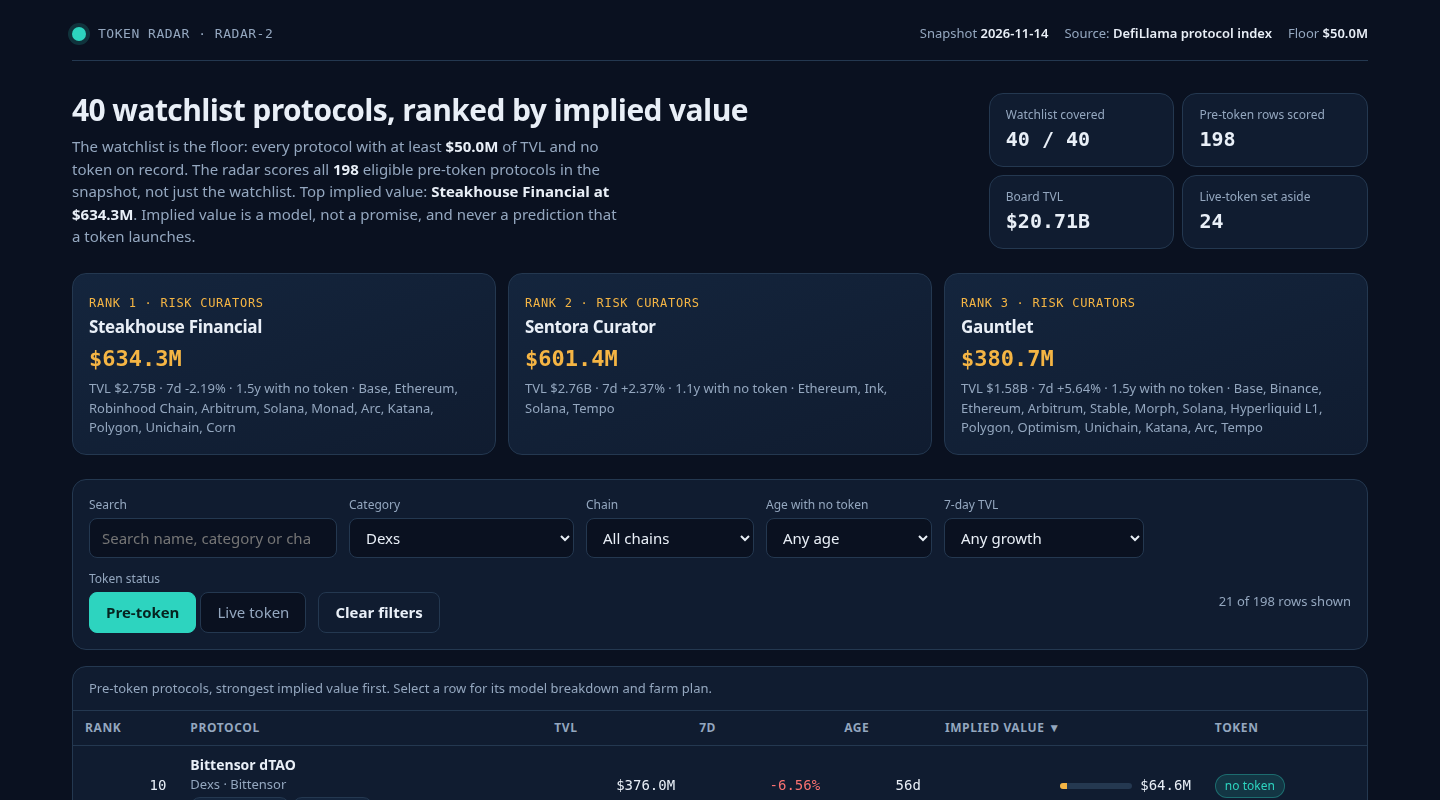 TOKEN RADAR · RADAR-2
Snapshot 2026-11-14 Source: DefiLlama protocol index Floor $50.0M
40 watchlist protocols, ranked by implied value
The watchlist is the floor: every protocol with at least $50.0M of TVL and no
token on record. The radar scores all 198 eligible pre-token protocols in the
snapshot, not just the watchlist. Top implied value: Steakhouse Financial at
$634.3M. Implied value is a model, not a promise, and never a prediction that
a token launches.
Watchlist covered
40 / 40
Pre-token rows scored
198
Board TVL
$20.71B
Live-token set aside
24
RANK 1 · RISK CURATORS
Steakhouse Financial
$634.3M
TVL $2.75B · 7d -2.19% · 1.5y with no token · Base, Ethereum,
Robinhood Chain, Arbitrum, Solana, Monad, Arc, Katana,
Polygon, Unichain, Corn
RANK 2 · RISK CURATORS
Sentora Curator
$601.4M
TVL $2.76B · 7d +2.37% · 1.1y with no token · Ethereum, Ink,
Solana, Tempo
RANK 3 · RISK CURATORS
Gauntlet
$380.7M
TVL $1.58B · 7d +5.64% · 1.5y with no token · Base, Binance,
Ethereum, Arbitrum, Stable, Morph, Solana, Hyperliquid L1,
Polygon, Optimism, Unichain, Katana, Arc, Tempo
Search Category Chain Age with no token 7-day TVL
Search name, category or cha Dexs All chains Any age Any growth
Token status
Pre-token Live token Clear filters
21 of 198 rows shown
Pre-token protocols, strongest implied value first. Select a row for its model breakdown and farm plan.
RANK PROTOCOL TVL 7D AGE IMPLIED VALUE ▼ TOKEN
Bittensor dTAO
10 Dexs · Bittensor $376.0M -6.56% 56d $64.6M no token